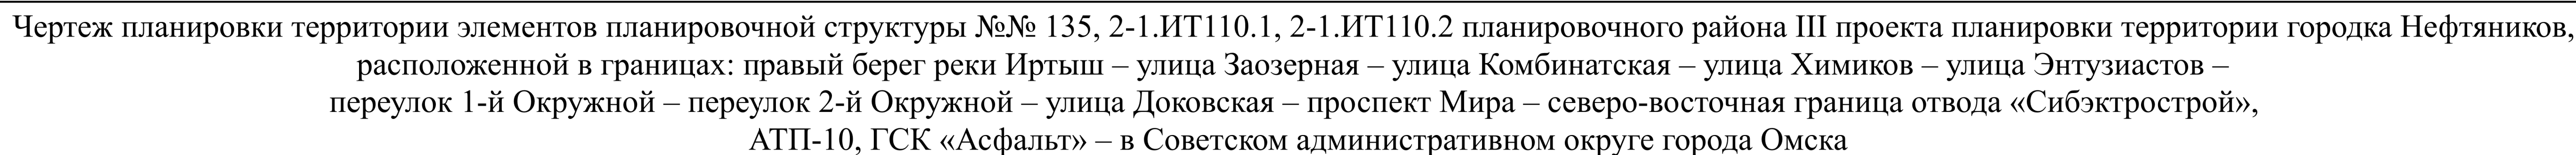 Чертеж планировки территории элементов планировочной структуры №№ 135, 2-1.ИТ110.1, 2-1.ИТ110.2 планировочного района III проекта планировки территории городка Нефтяников,
расположенной в границах: правый берег реки Иртыш – улица Заозерная – улица Комбинатская – улица Химиков – улица Энтузиастов –
переулок 1-й Окружной – переулок 2-й Окружной – улица Доковская – проспект Мира – северо-восточная граница отвода «Сибэктрострой»,
АТП-10, ГСК «Асфальт» – в Советском административном округе города Омска